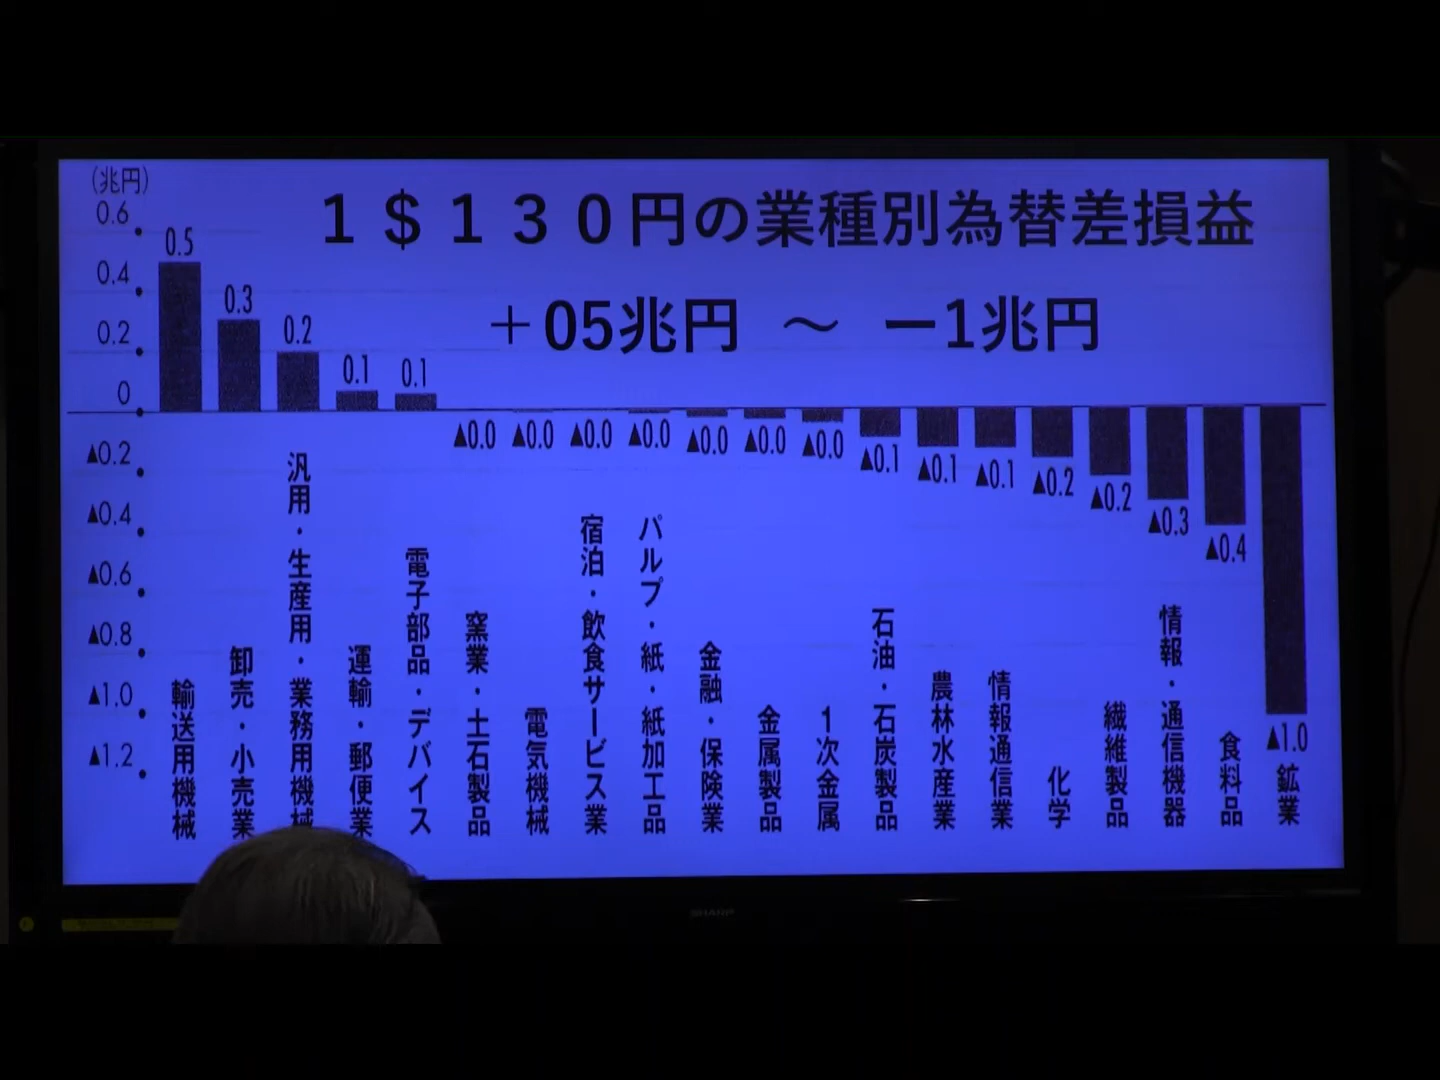 (兆円)
１＄１３０円の業種別為替差損益
＋05兆円 ～ ー1兆円
0.6
0.4
0.2
0
▲0.2
▲0.4
▲0.6
▲0.8
▲1.0
▲1.2
0.5
0.3
0.2
0.1
0.1
▲0.0
▲0.0
▲0.0
▲0.0
▲0.0
▲0.0
▲0.0
▲0.1
▲0.1
▲0.1
▲0.2
▲0.2
▲0.3
▲0.4
▲1.0
輸送用機械
卸売・小売業
汎用・生産用・業務用機械
運輸・郵便業
電子部品・デバイス
窯業・土石製品
電気機械
宿泊・飲食サービス業
パルプ・紙・紙加工品
金融・保険業
金属製品
1次金属
石油・石炭製品
農林水産業
情報通信業
化学
繊維製品
情報・通信機器
食料品
鉱業
SHARP